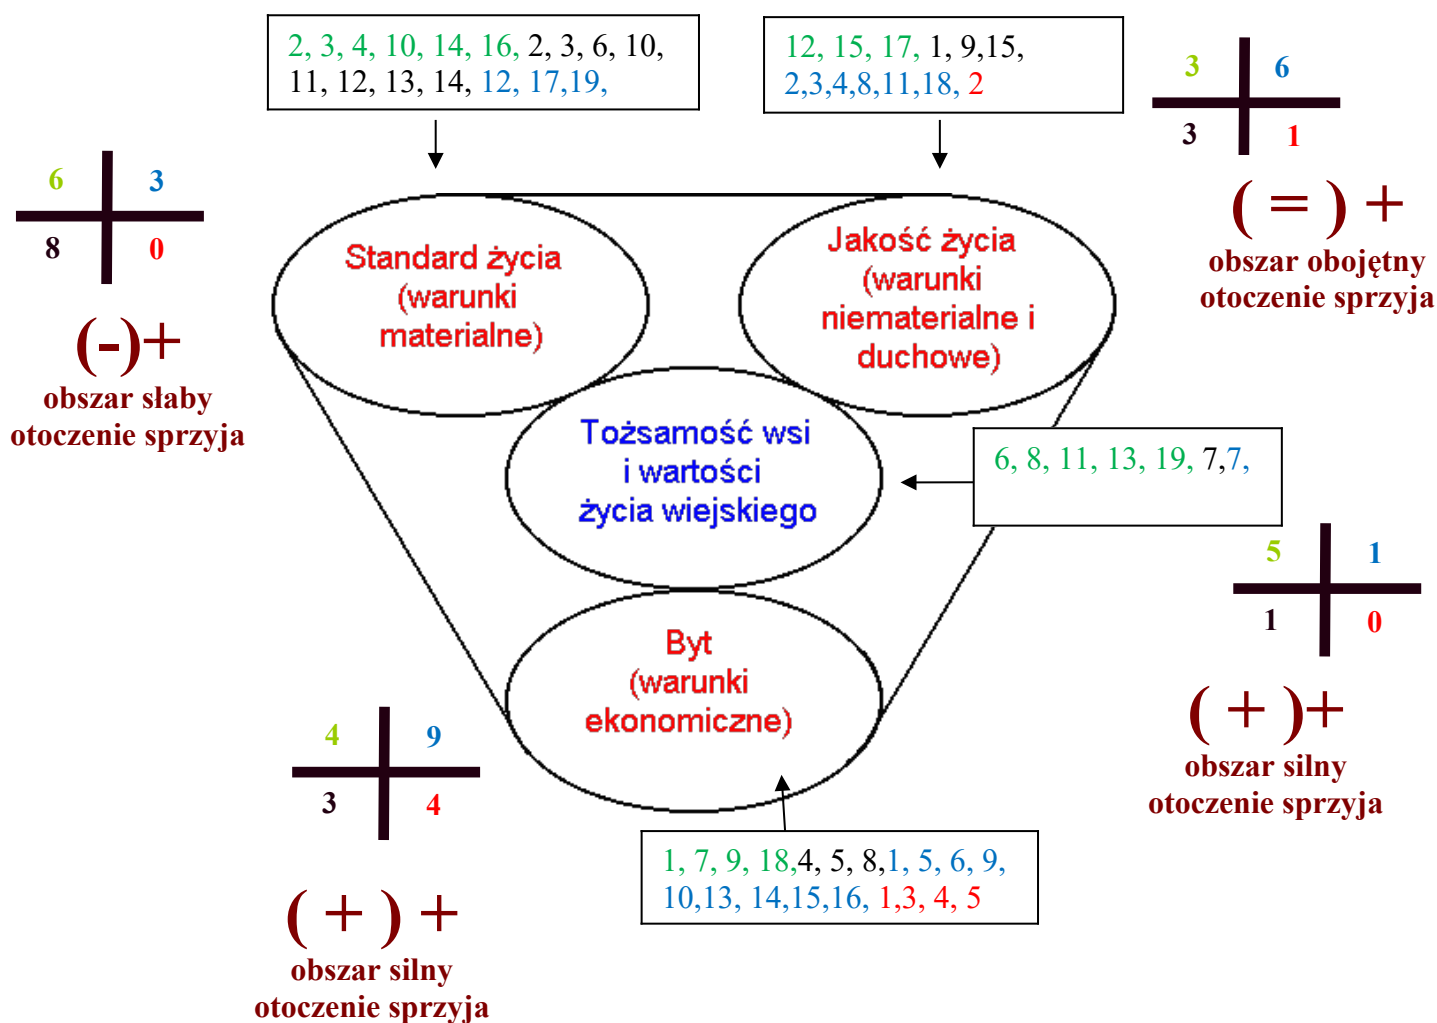 2, 3, 4, 10, 14, 16, 2, 3, 6, 10,
11, 12, 13, 14, 12, 17,19,
12, 15, 17, 1, 9,15,
2,3,4,8,11,18, 2
3 6
3 1
( = ) +
obszar obojętny
otoczenie sprzyja
6 3
8 0
(-)+
obszar słaby
otoczenie sprzyja
Standard życia
(warunki
materialne)
Jakość życia
(warunki
niematerialne i
duchowe)
Tożsamość wsi
i wartości
życia wiejskiego
6, 8, 11, 13, 19, 7,7,
5 1
1 0
( + )+
obszar silny
otoczenie sprzyja
Byt
(warunki
ekonomiczne)
4 9
3 4
( + ) +
obszar silny
otoczenie sprzyja
1, 7, 9, 18,4, 5, 8,1, 5, 6, 9,
10,13, 14,15,16, 1,3, 4, 5